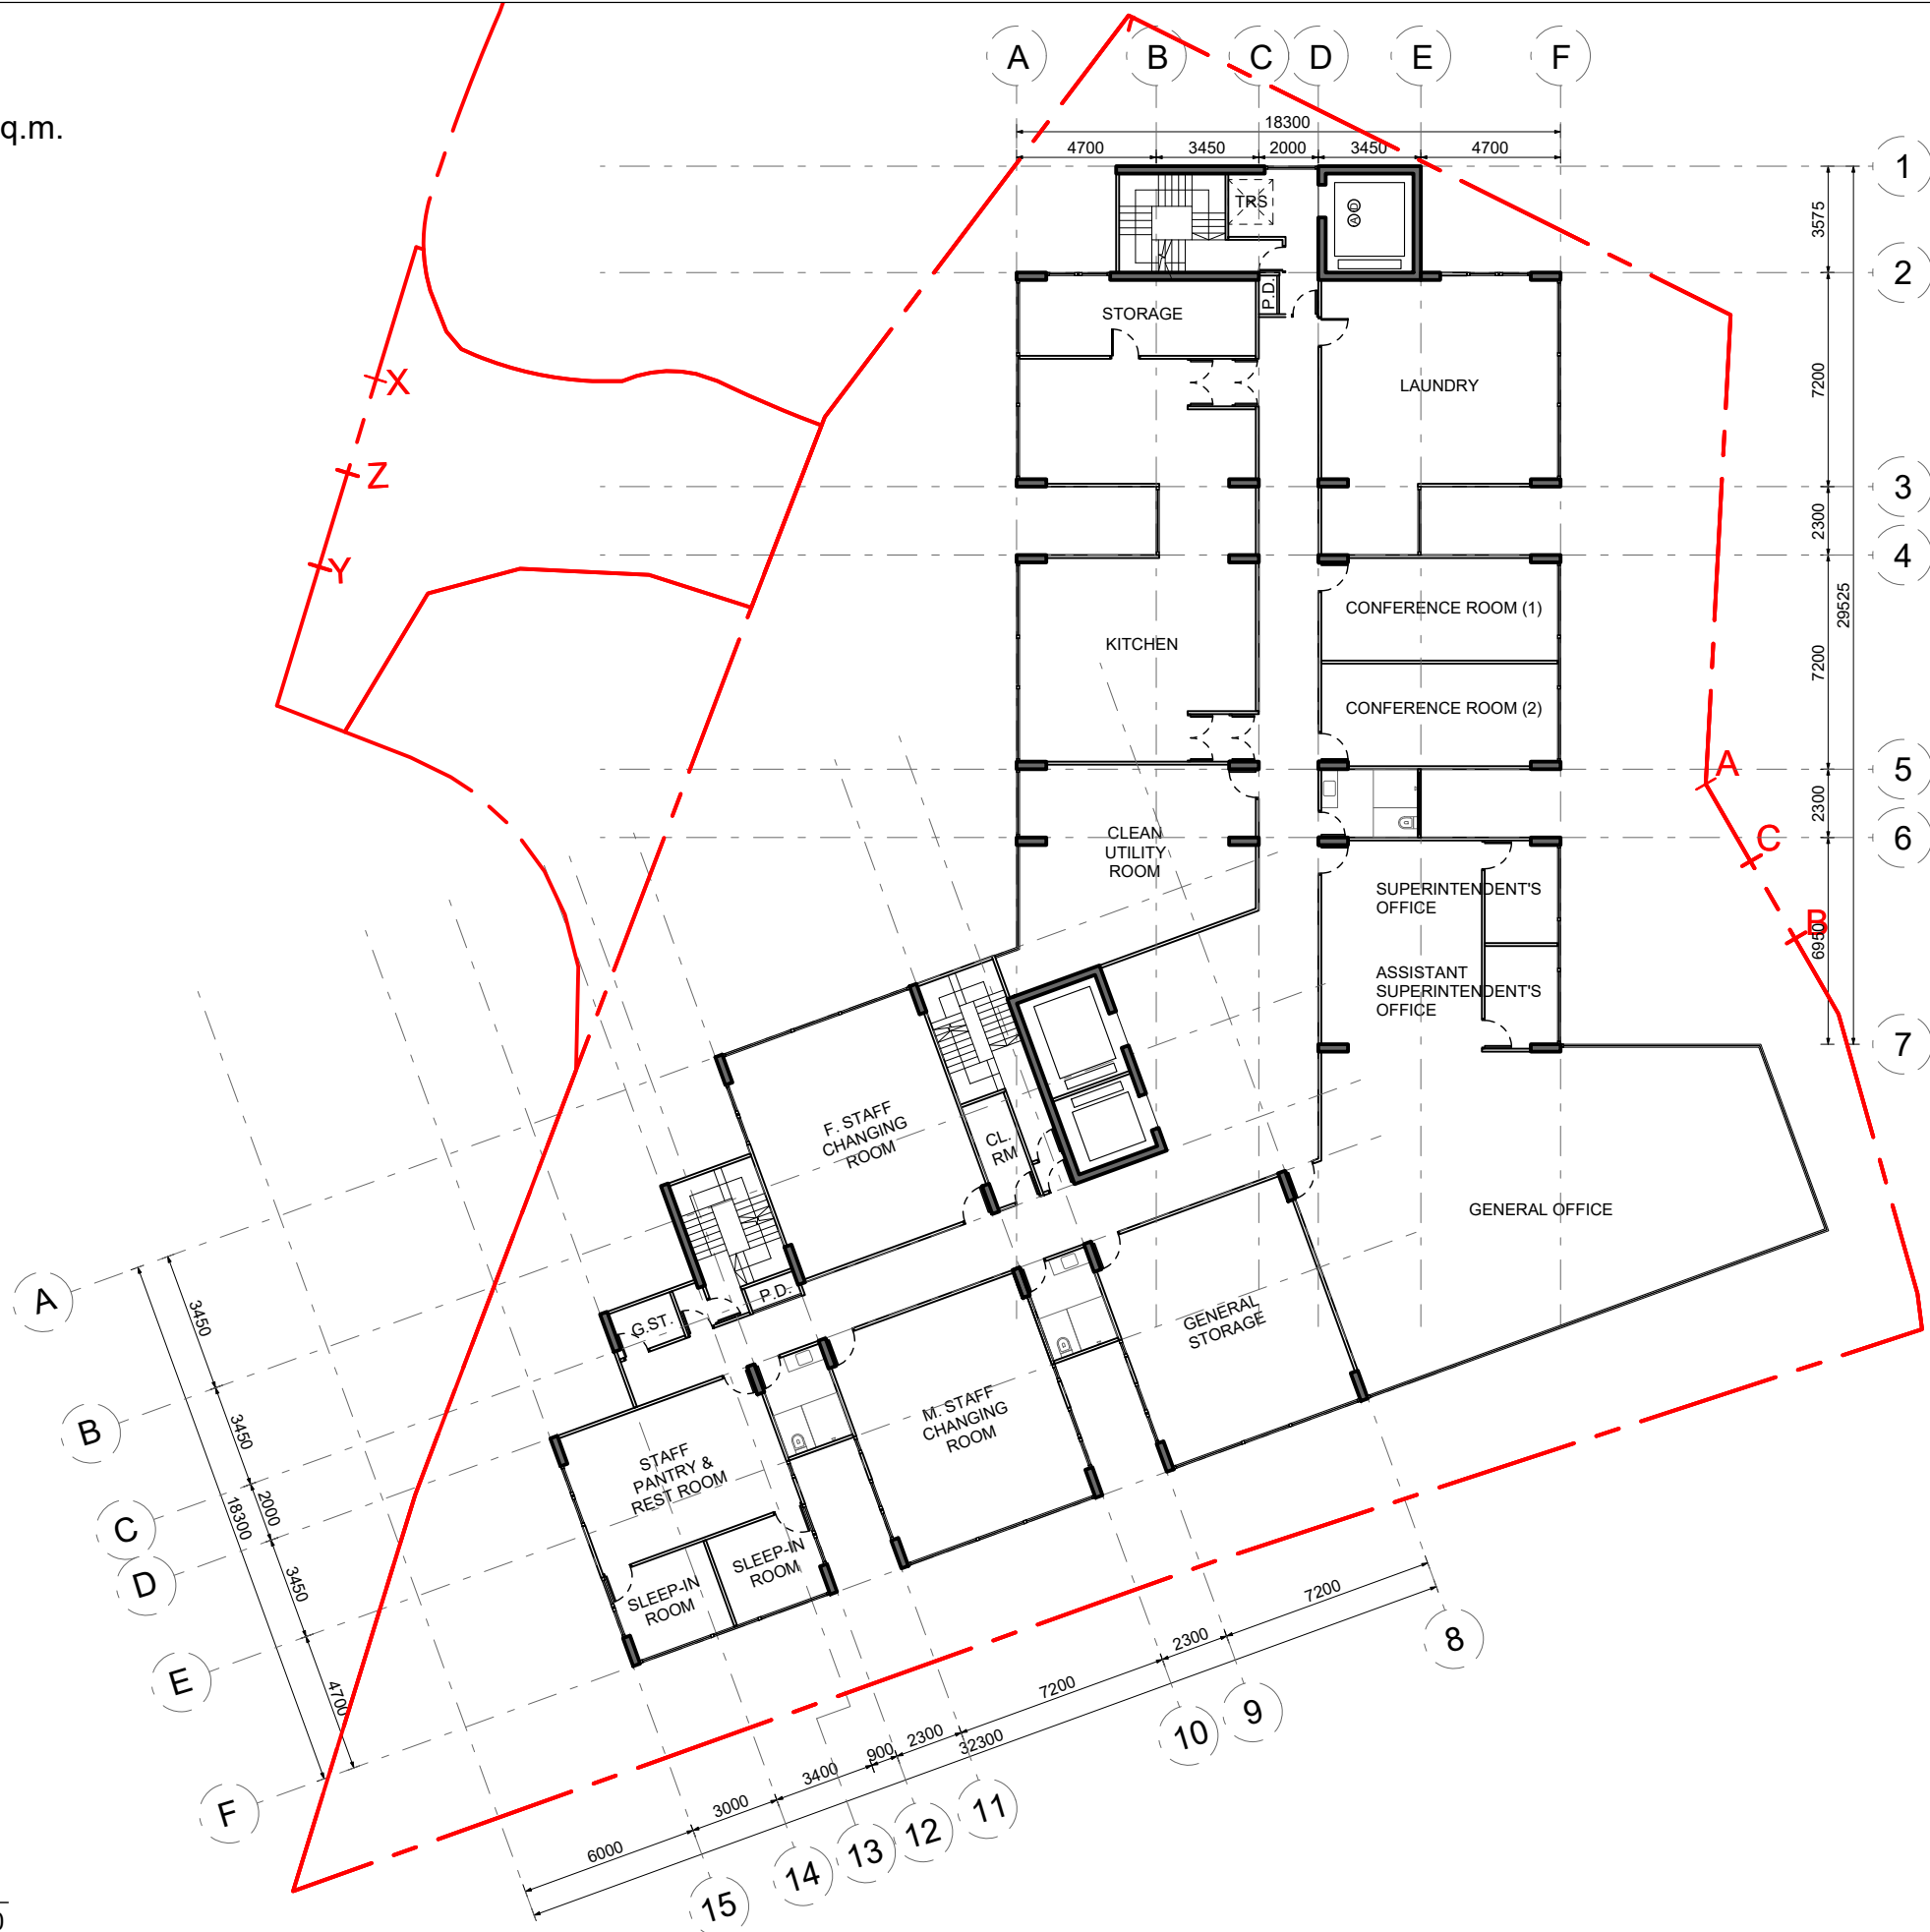 q.m.
A
B
C
D
E
F
18300
4700
3450
2000
3450
4700
1
2
3
4
5
6
7
3575
7200
2300
7200
2300
6950
29525
TRS
P.D.
STORAGE
LAUNDRY
X
Z
Y
CONFERENCE ROOM (1)
KITCHEN
CONFERENCE ROOM (2)
A
C
B
CLEAN
UTILITY
ROOM
SUPERINTENDENT'S
OFFICE
ASSISTANT
SUPERINTENDENT'S
OFFICE
F. STAFF
CHANGING
ROOM
CL.
RM
GENERAL OFFICE
P.D.
G.ST.
GENERAL
STORAGE
M. STAFF
CHANGING
ROOM
STAFF
PANTRY &
REST ROOM
SLEEP-IN
ROOM
SLEEP-IN
ROOM
A
B
C
D
E
F
3450
3450
2000
3450
4700
18300
7200
2300
7200
2300
900
3400
3000
6000
32300
8
9
10
11
12
13
14
15